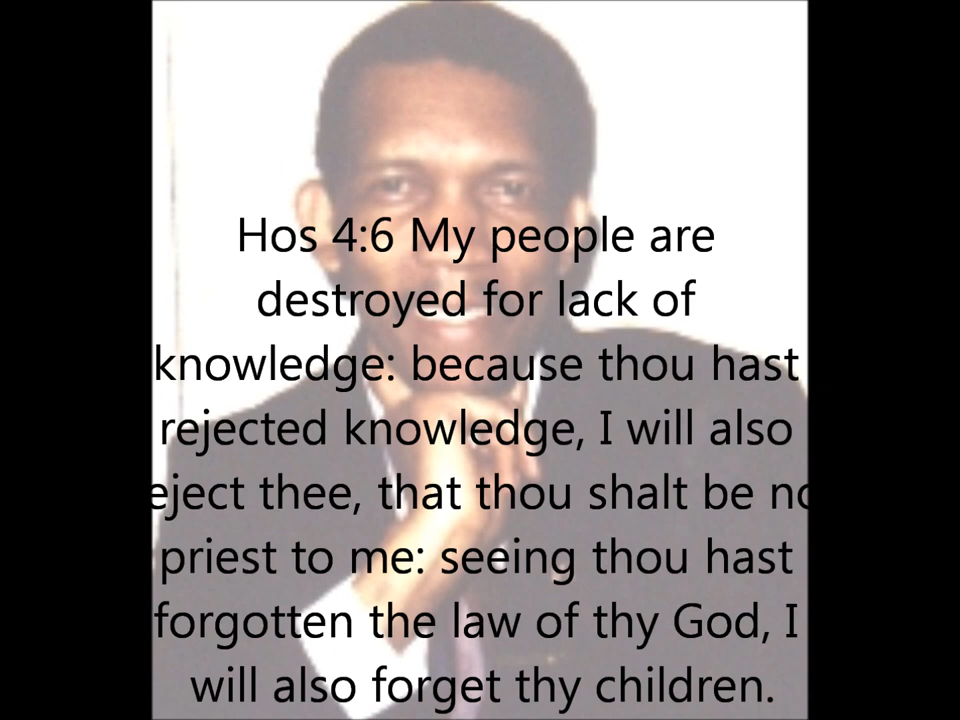 Hos 4:6 My people are
destroyed for lack of
knowledge: because thou hast
rejected knowledge, I will also
eject thee, that thou shalt be no
priest to me: seeing thou hast
forgotten the law of thy God, I
will also forget thy children.